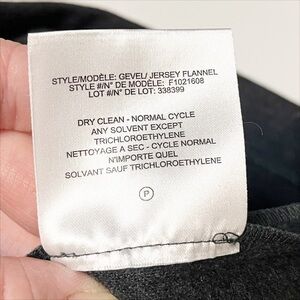 STYLE/MODÈLE: GEVEL/ JERSEY FLANNEL
STYLE #/N° DE MODÈLE: F1021608
LOT #/N° DE LOT: 338399
DRY CLEAN - NORMAL CYCLE
ANY SOLVENT EXCEPT
TRICHLOROETHYLENE
NETTOYAGE A SEC - CYCLE NORMAL
N'IMPORTE QUEL
SOLVANT SAUF TRICHLOROETHYLENE
P